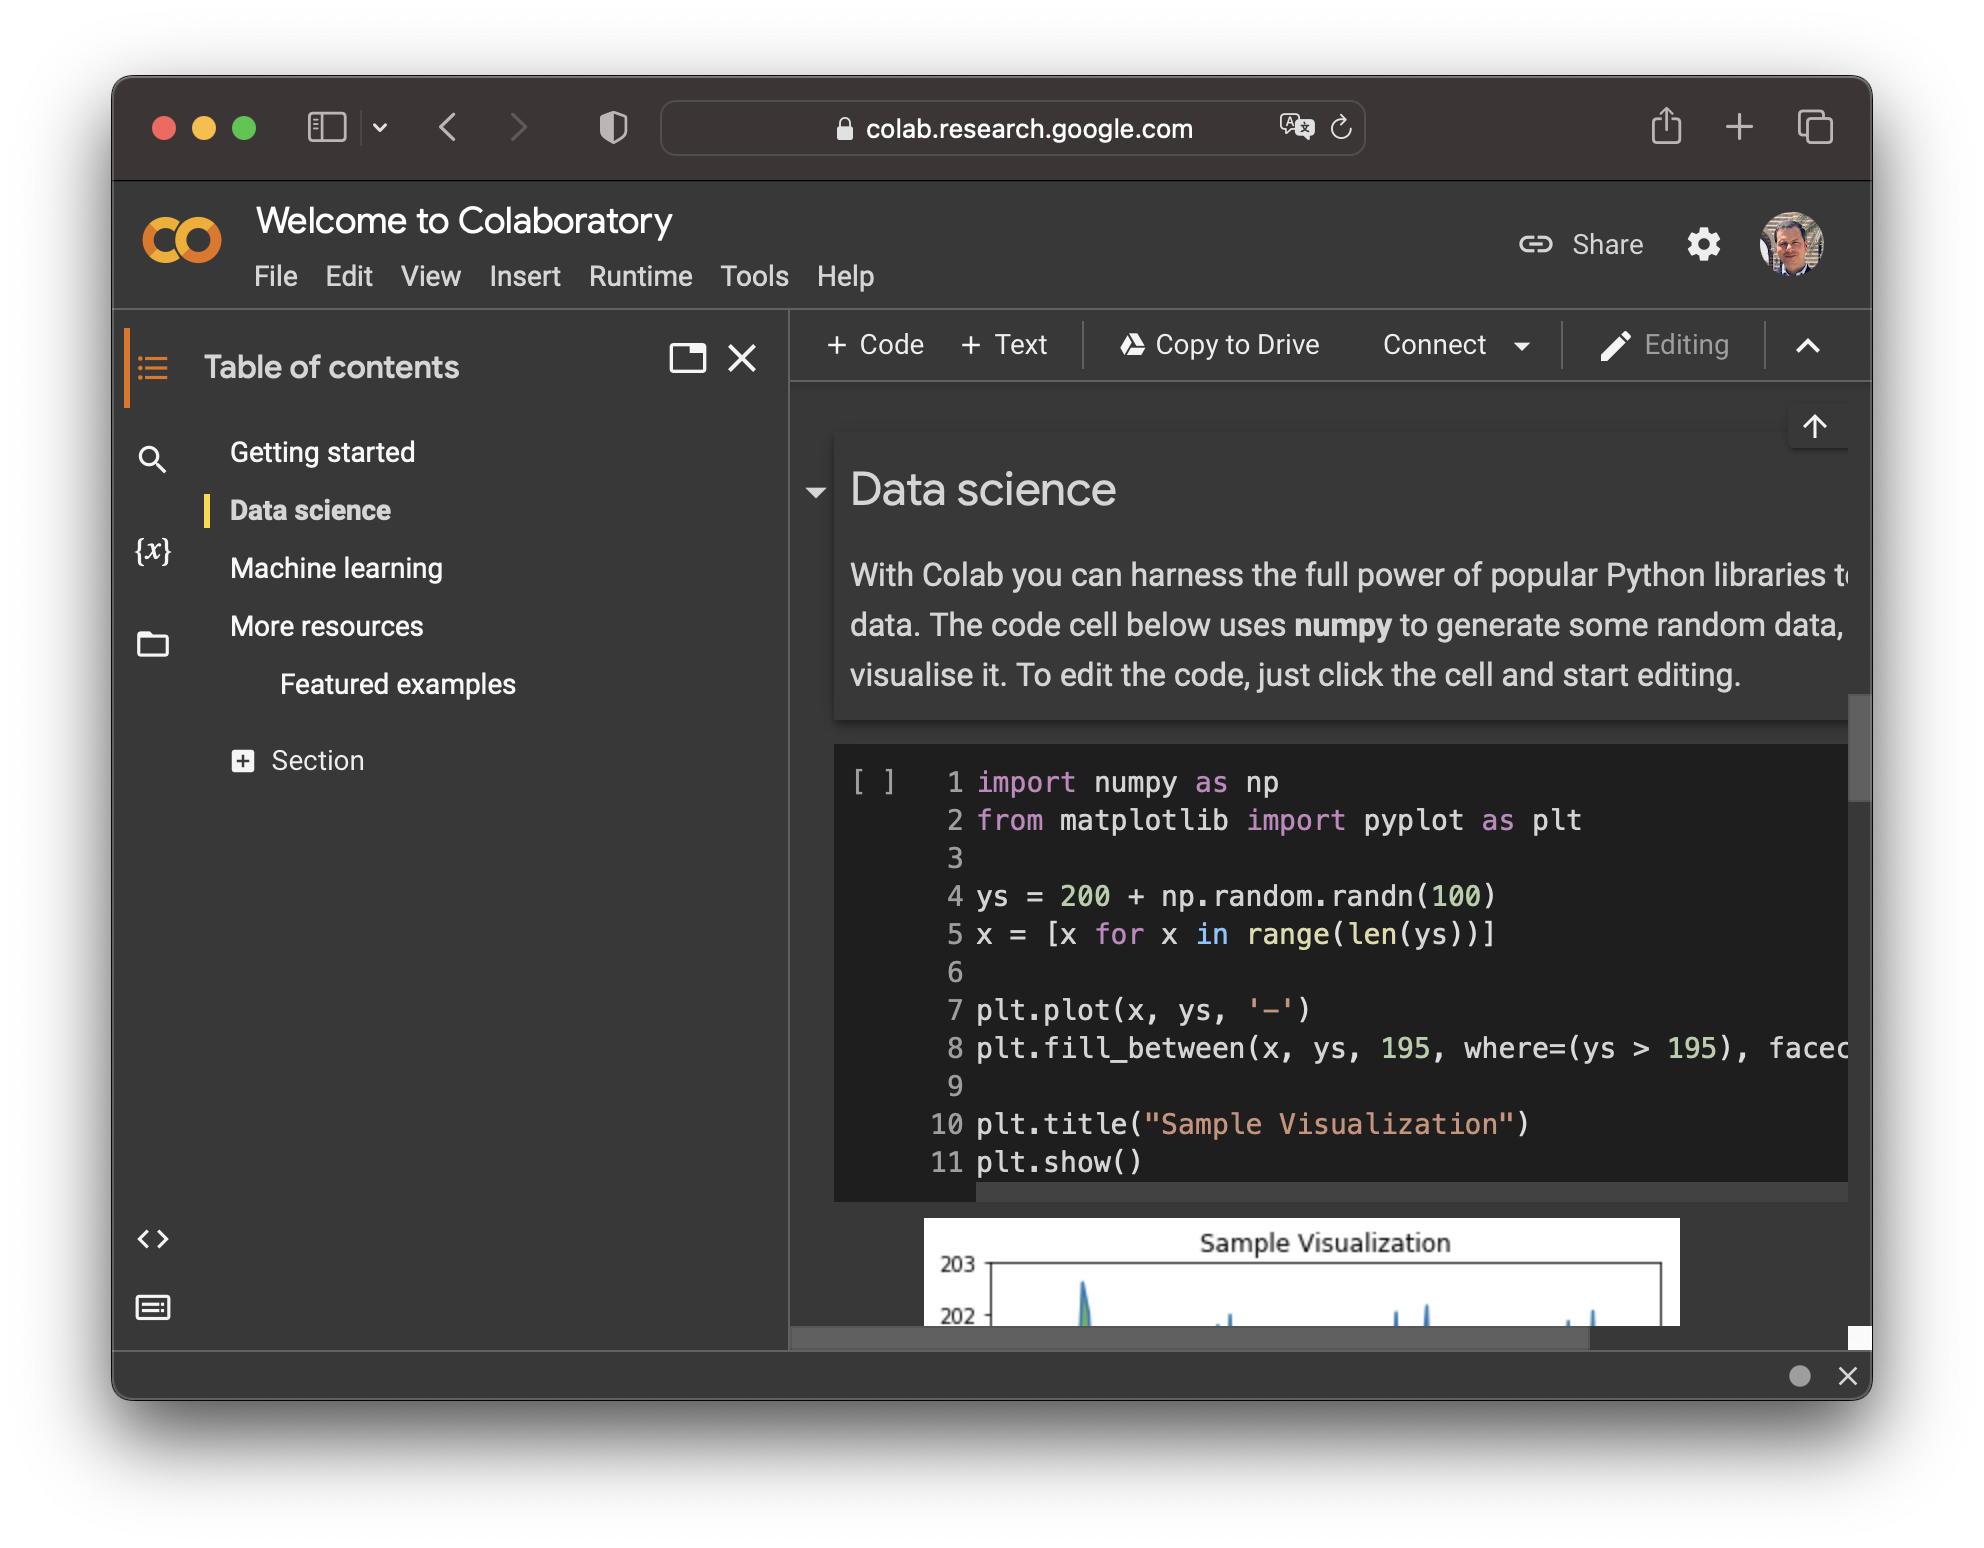 colab.research.google.com
Welcome to Colaboratory
File Edit View Insert Runtime Tools Help
Share
Table of contents
+ Code + Text Copy to Drive Connect Editing
Getting started
Data science
Machine learning
More resources
Featured examples
Section
{x}
Data science
With Colab you can harness the full power of popular Python libraries
data. The code cell below uses numpy to generate some random data,
visualise it. To edit the code, just click the cell and start editing.
[ ]
1 import numpy as np
2 from matplotlib import pyplot as plt
3
4 ys = 200 + np.random.randn(100)
5 x = [x for x in range(len(ys))]
6
7 plt.plot(x, ys, '-')
8 plt.fill_between(x, ys, 195, where=(ys > 195), facec
9
10 plt.title("Sample Visualization")
11 plt.show()
Sample Visualization
203
202